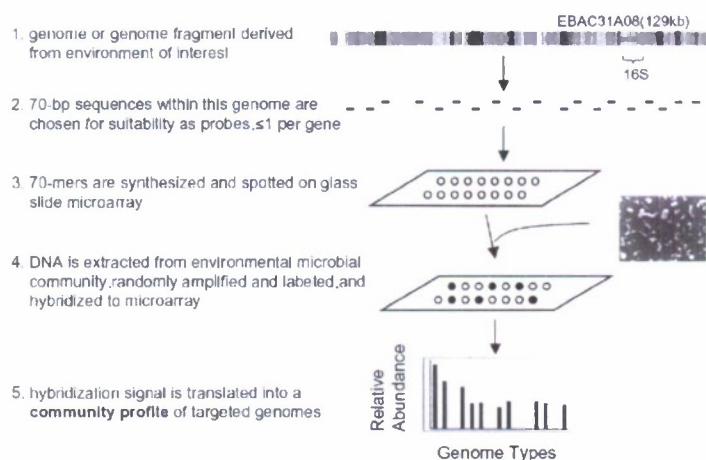 EBAC31A08(129kb)
1. genome or genome fragment derived
from environment of interest
16S
2. 70-bp sequences within this genome are
chosen for suitability as probes,≤1 per gene
3. 70-mers are synthesized and spotted on glass
slide microarray
4. DNA is extracted from environmental microbial
community,randomly amplified and labeled,and
hybridized to microarray
5. hybridization signal is translated into a
community profile of targeted genomes
Relative
Abundance
Genome Types